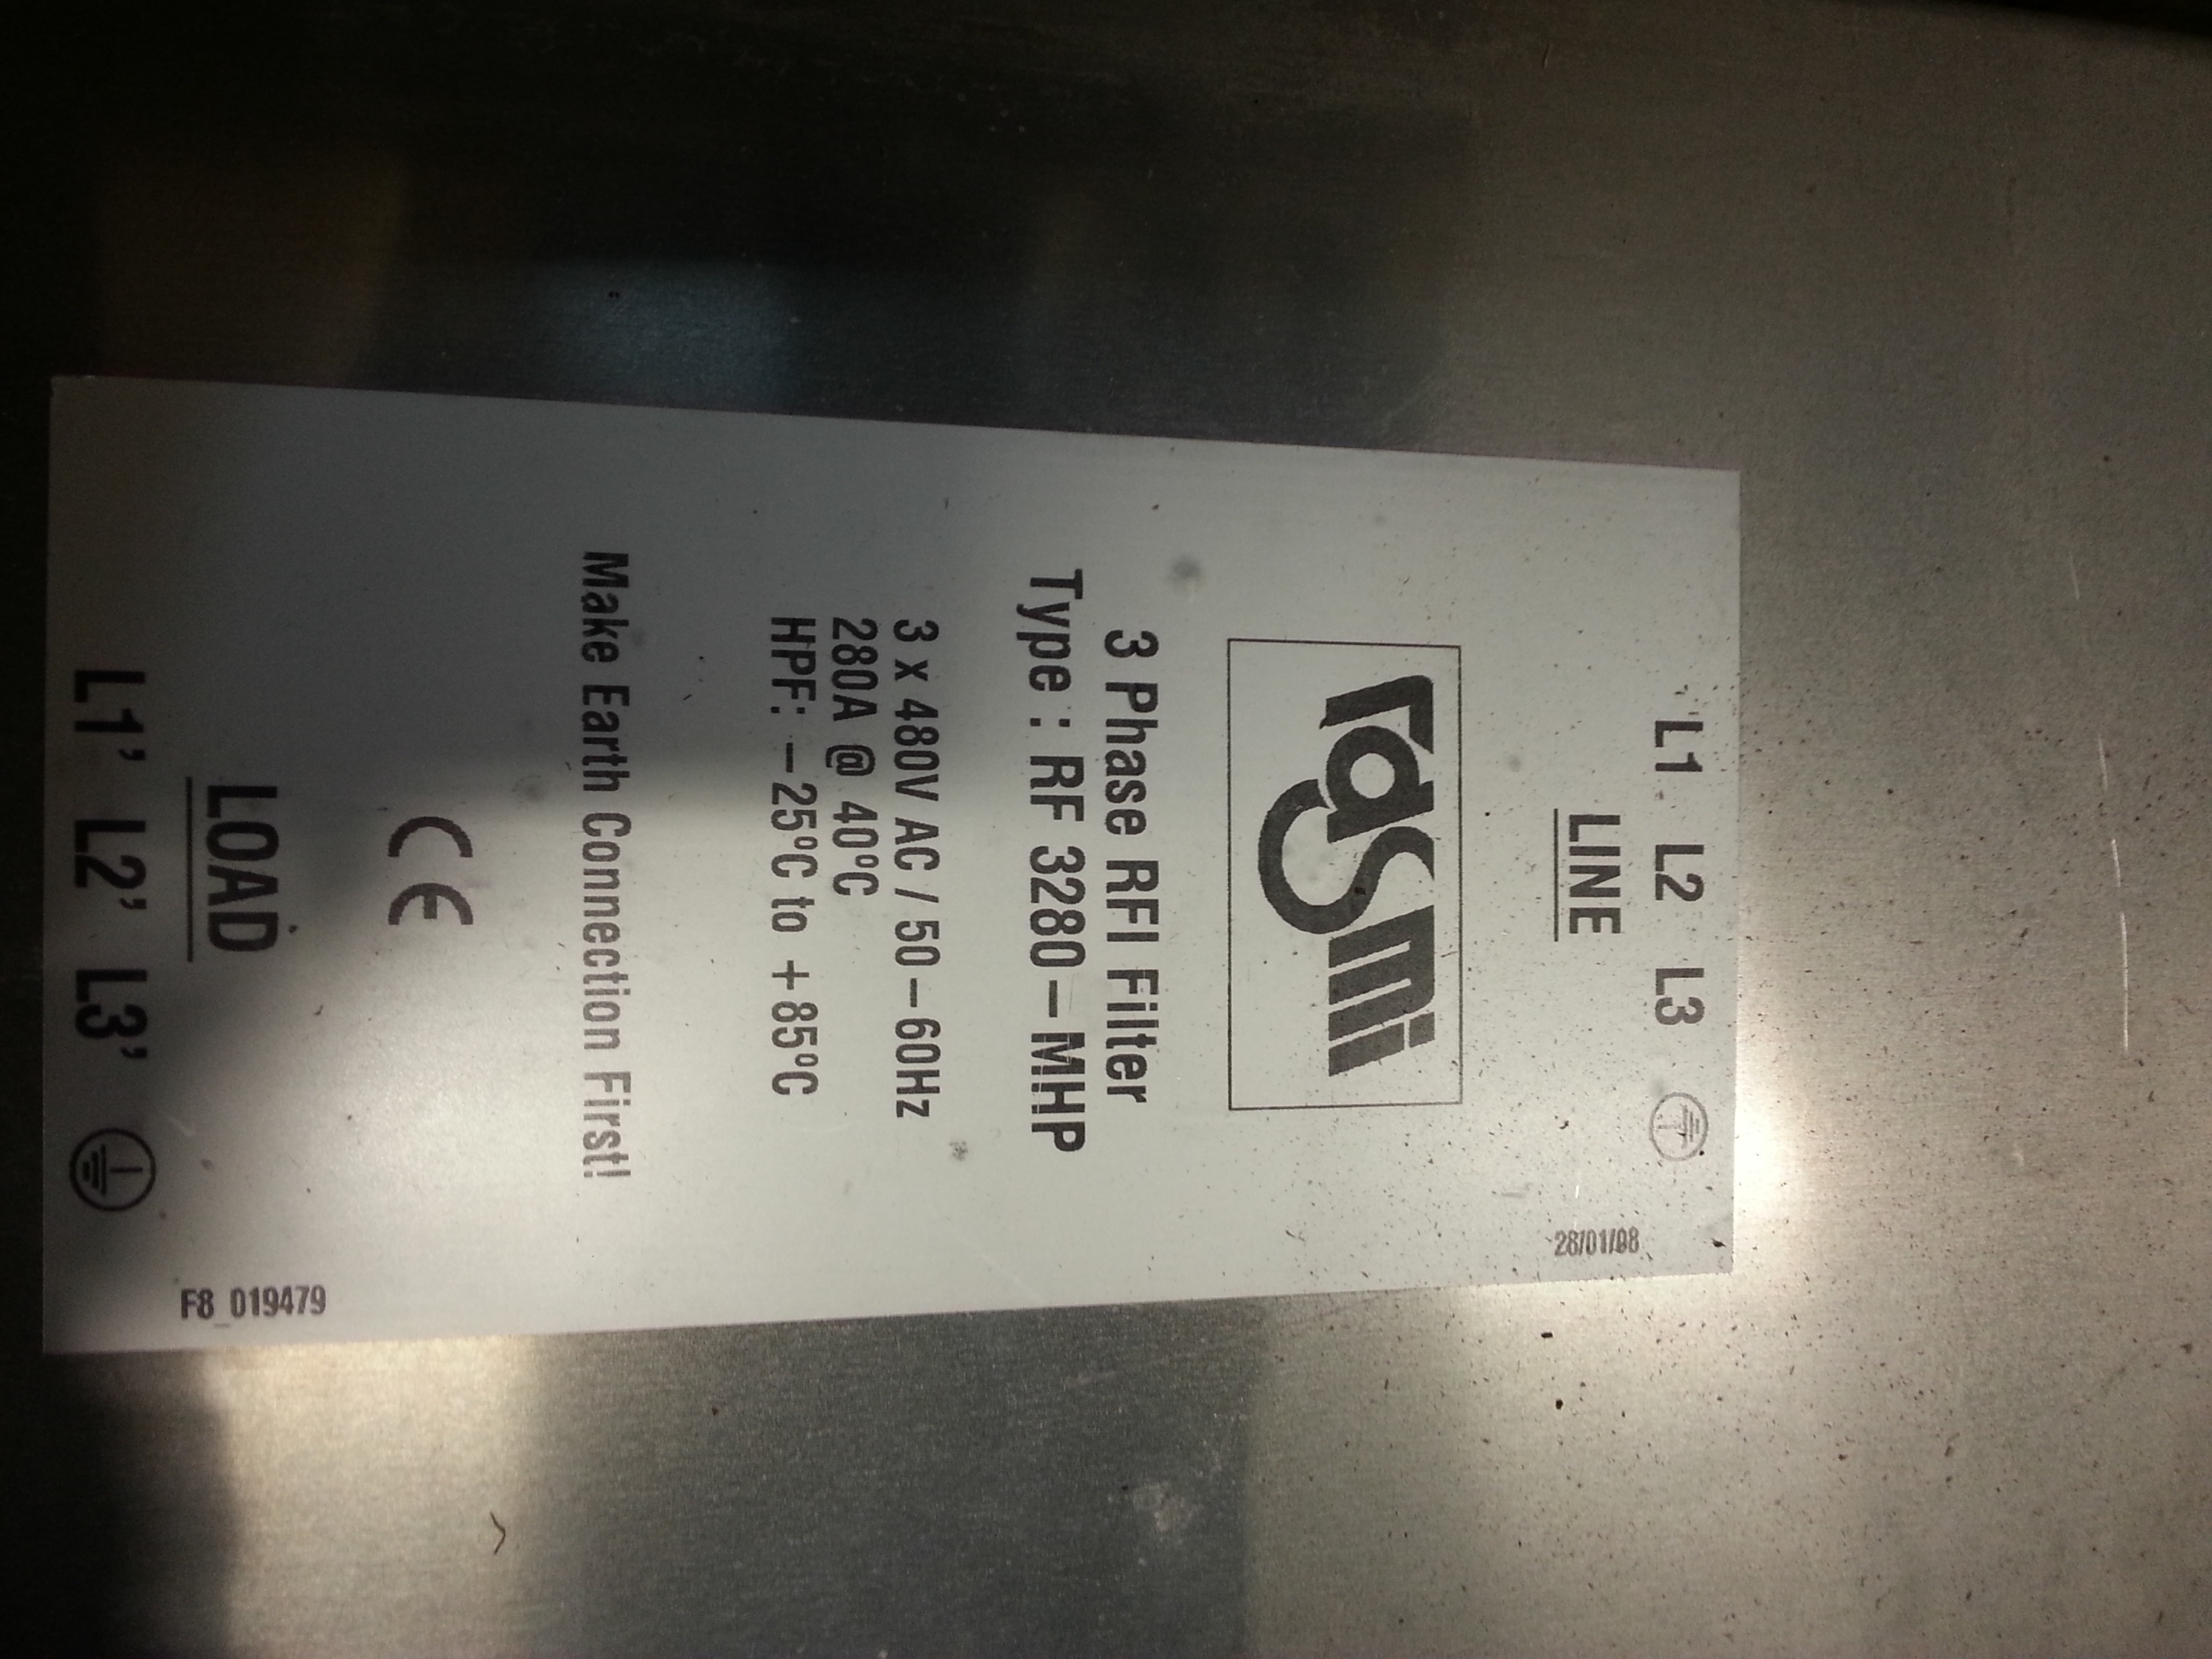 L1 L2 L3
LINE
28/01/98
rasmi
3 Phase RFI Filter
Type : RF 3280-MHP
3 x 480V AC / 50-60Hz
280A @ 40°C
HPF: -25°C to +85°C
Make Earth Connection First!
CE
LOAD
L1' L2' L3'
F8_019479